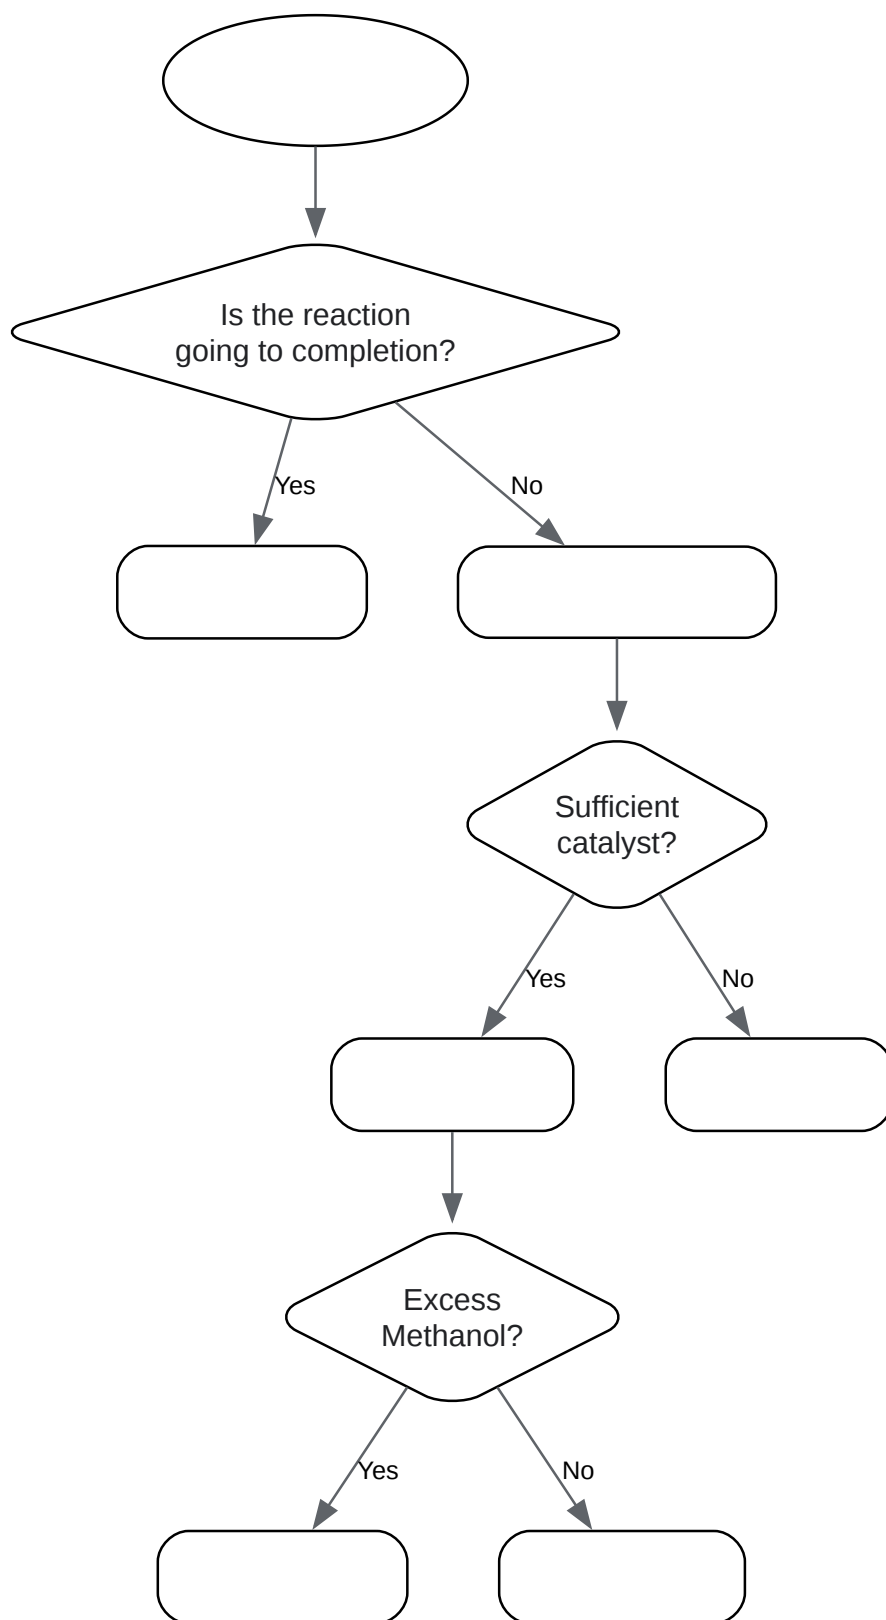 Is the reaction
going to completion?
Yes
No
Sufficient
catalyst?
Yes
No
Excess
Methanol?
Yes
No